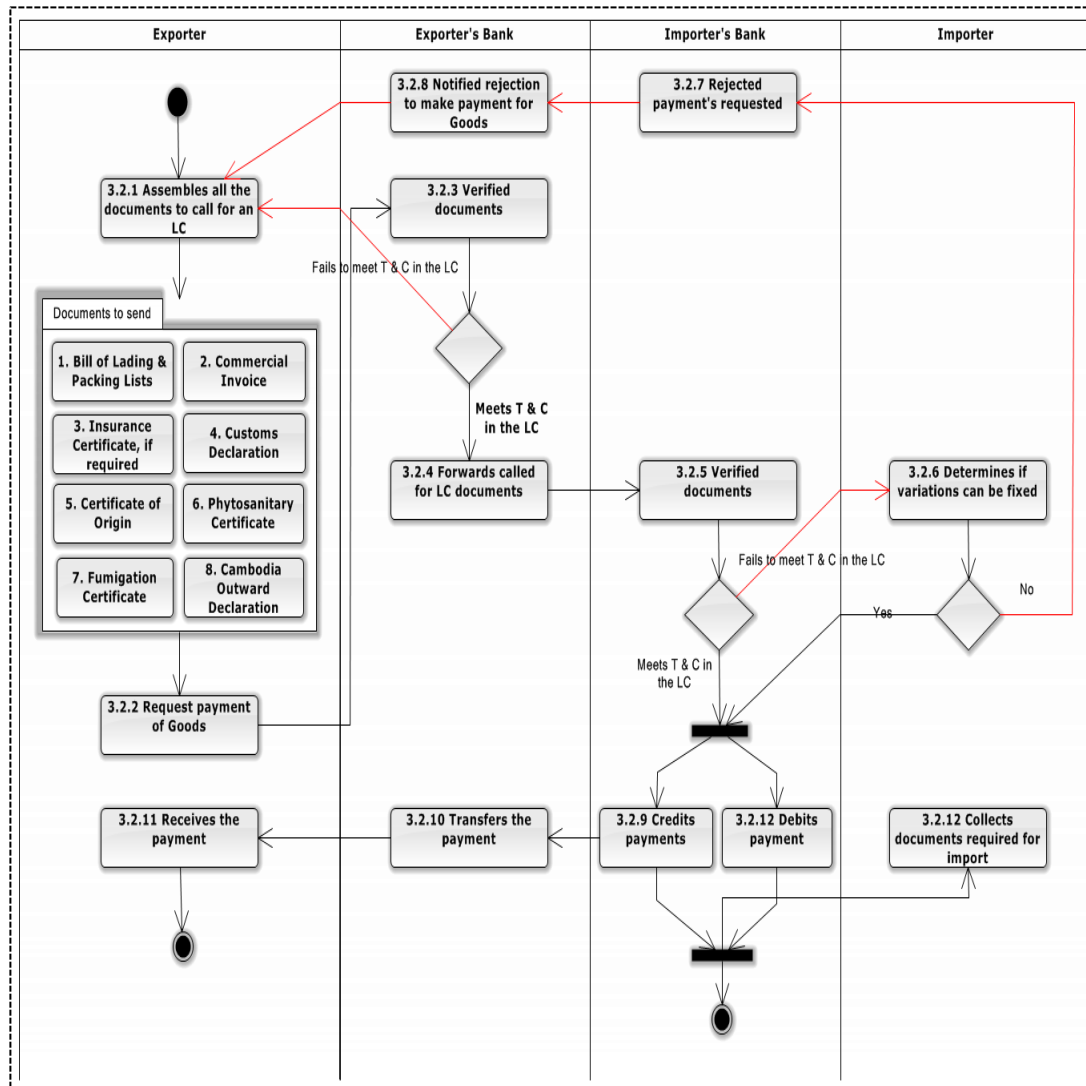 Exporter
Exporter's Bank
Importer's Bank
Importer
3.2.8 Notified rejection
to make payment for
Goods
3.2.7 Rejected
payment's requested
3.2.1 Assembles all the
documents to call for an
LC
3.2.3 Verified
documents
Fails to meet T & C in the LC
Documents to send
1. Bill of Lading &
Packing Lists
2. Commercial
Invoice
3. Insurance
Certificate, if
required
4. Customs
Declaration
5. Certificate of
Origin
6. Phytosanitary
Certificate
7. Fumigation
Certificate
8. Cambodia
Outward
Declaration
Meets T & C
in the LC
3.2.4 Forwards called
for LC documents
3.2.5 Verified
documents
3.2.6 Determines if
variations can be fixed
Fails to meet T & C in the LC
No
Yes
Meets T & C in
the LC
3.2.2 Request payment
of Goods
3.2.11 Receives the
payment
3.2.10 Transfers the
payment
3.2.9 Credits
payments
3.2.12 Debits
payment
3.2.12 Collects
documents required for
import